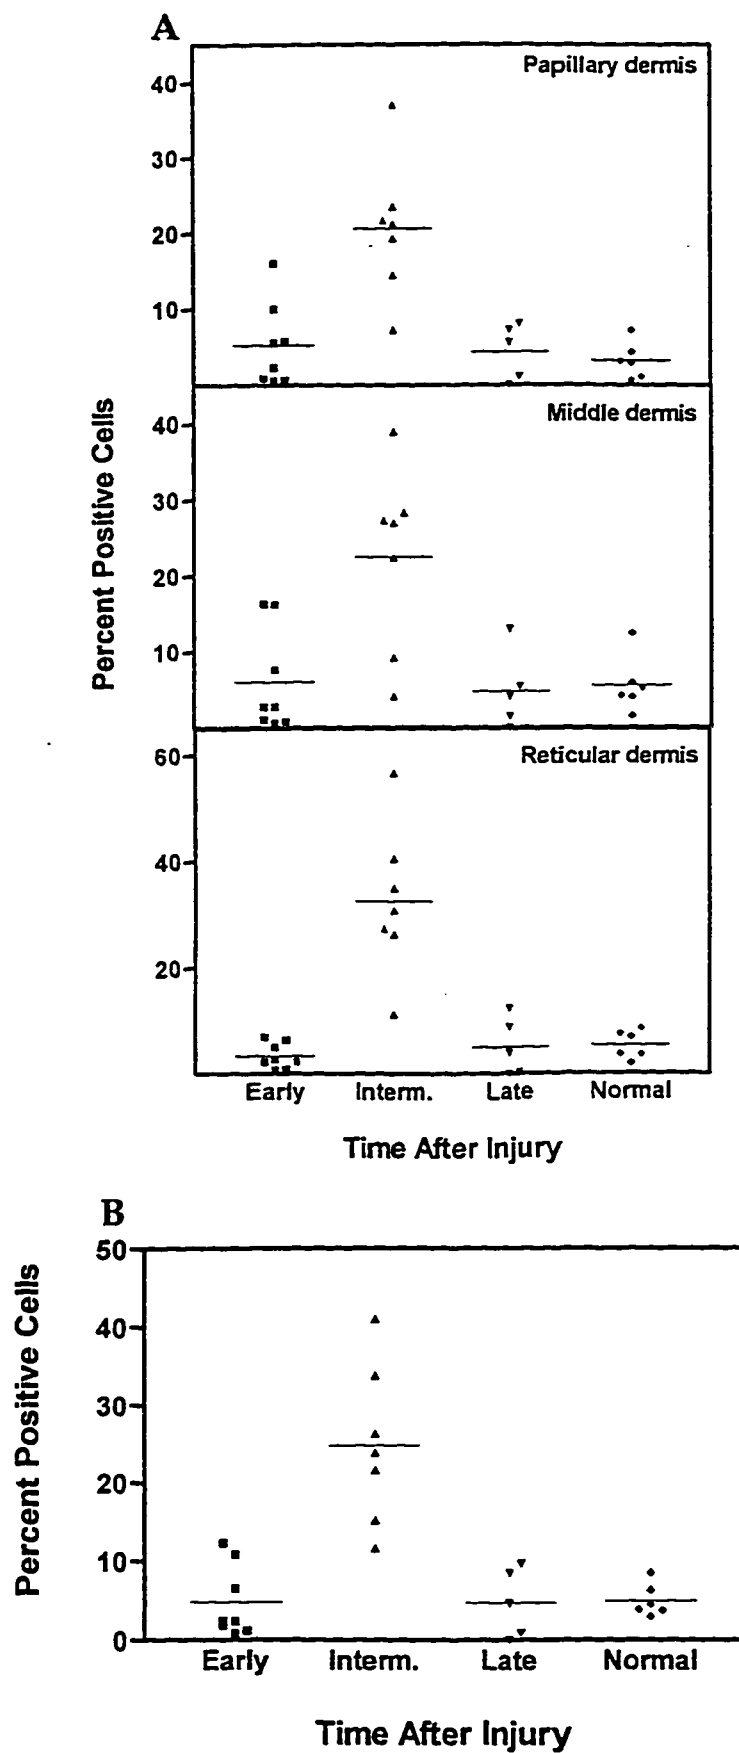 A
Papillary dermis
40
30
20
10
Middle dermis
40
30
20
10
Percent Positive Cells
Reticular dermis
60
40
20
Early Interm. Late Normal
Time After Injury
B
50
40
30
20
10
0
Percent Positive Cells
Early Interm. Late Normal
Time After Injury